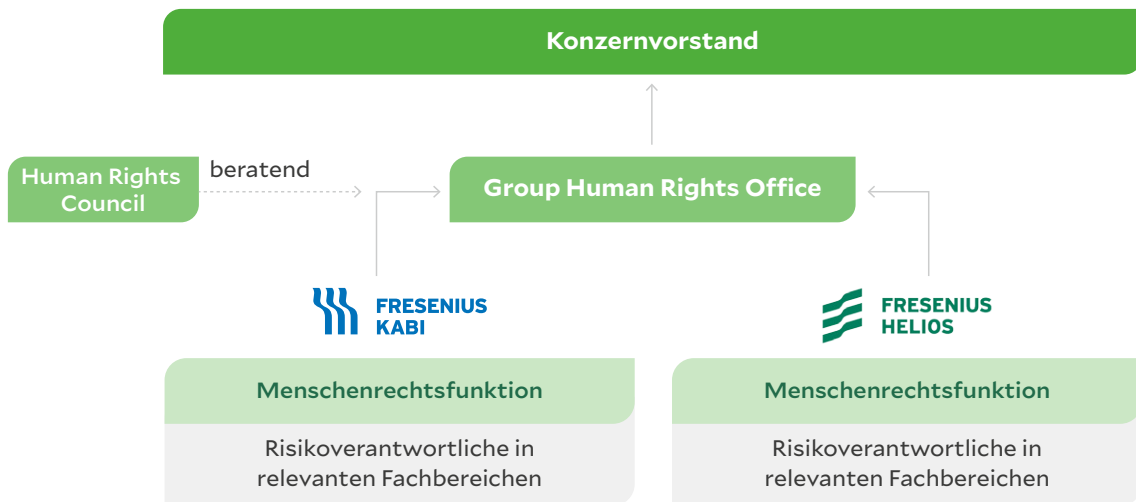 Konzernvorstand
Human Rights
Council
beratend
Group Human Rights Office
FRESENIUS
KABI
FRESENIUS
HELIOS
Menschenrechtsfunktion
Risikoverantwortliche in
relevanten Fachbereichen
Menschenrechtsfunktion
Risikoverantwortliche in
relevanten Fachbereichen